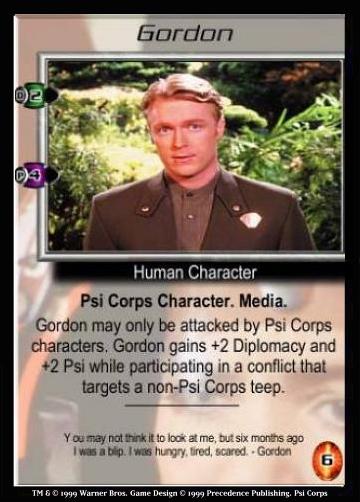 Gordon
D 2
P 4
Human Character
Psi Corps Character. Media.
Gordon may only be attacked by Psi Corps
characters. Gordon gains +2 Diplomacy and
+2 Psi while participating in a conflict that
targets a non-Psi Corps teep.
You may not think it to look at me, but six months ago
I was a blip. I was hungry, tired, scared. - Gordon
6
TM & © 1999 Warner Bros. Game Design © 1999 Precedence Publishing. Psi Corps